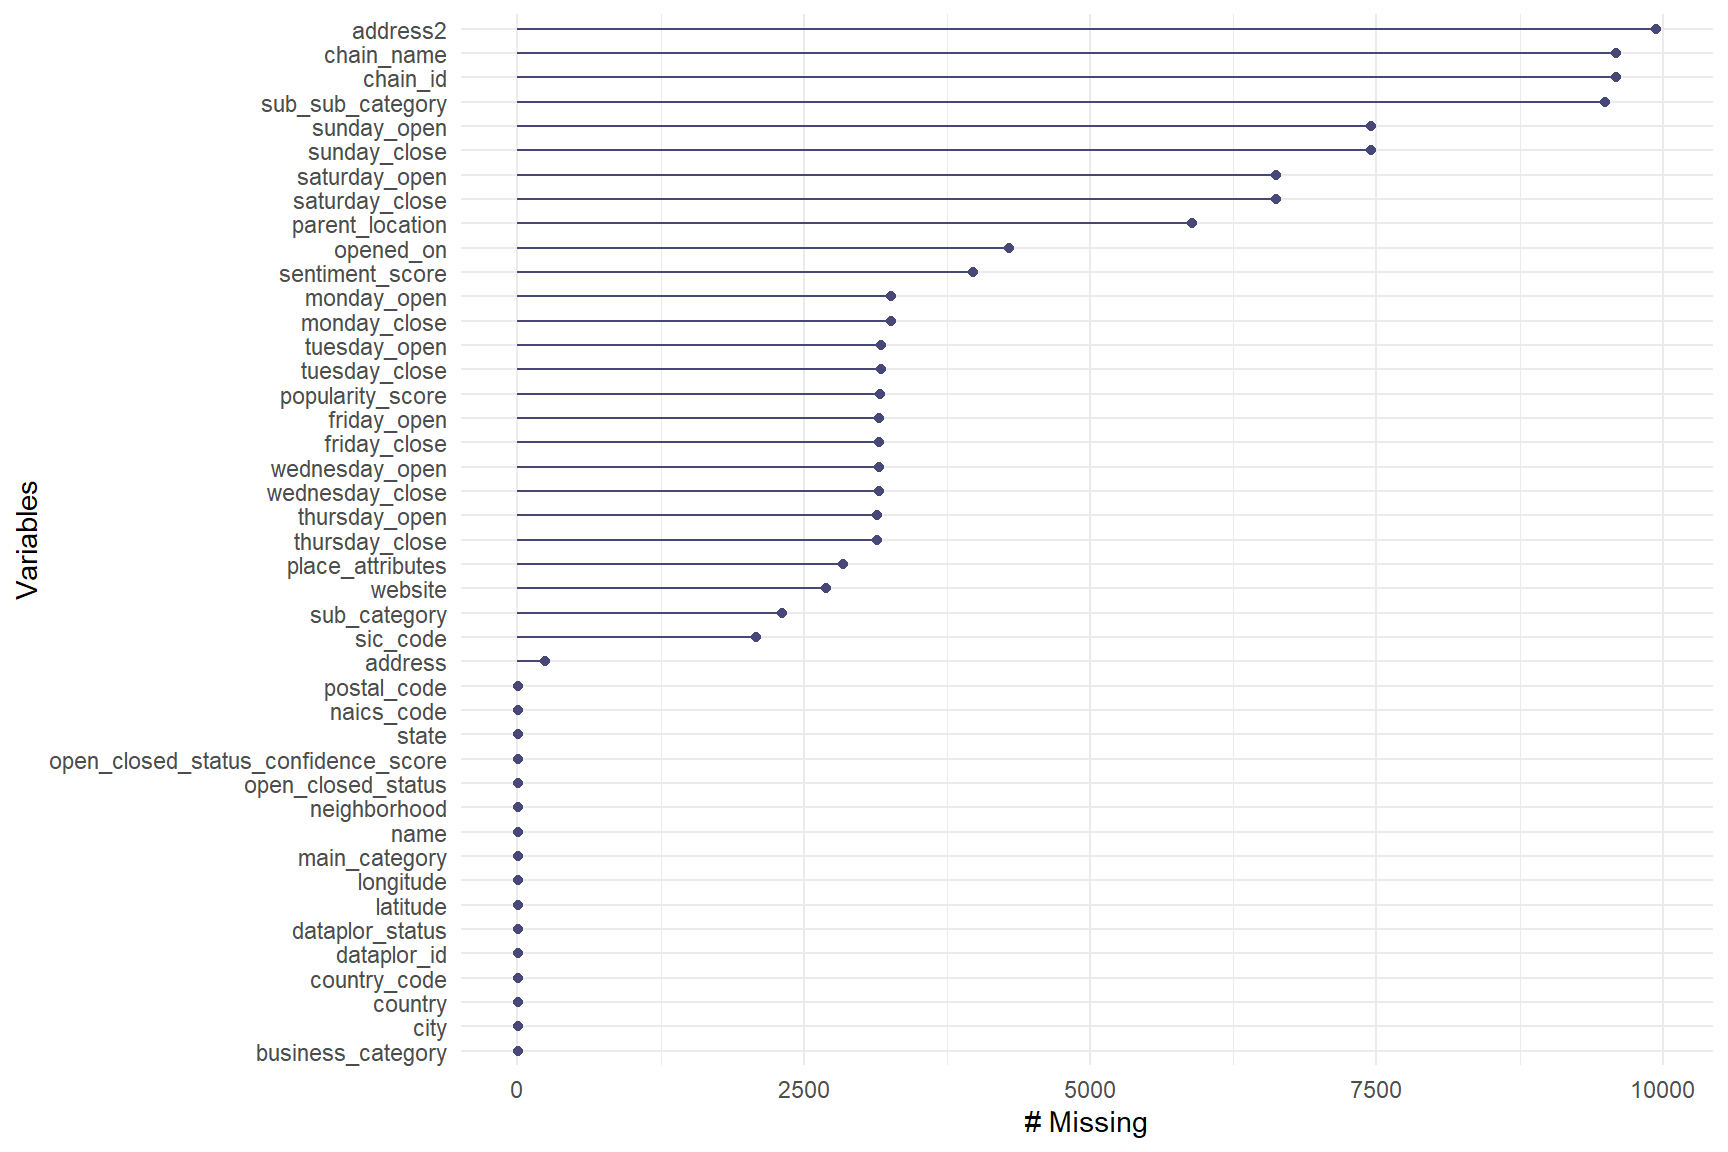 address2
chain_name
chain_id
sub_sub_category
sunday_open
sunday_close
saturday_open
saturday_close
parent_location
opened_on
sentiment_score
monday_open
monday_close
tuesday_open
tuesday_close
popularity_score
friday_open
friday_close
wednesday_open
wednesday_close
thursday_open
thursday_close
place_attributes
website
sub_category
sic_code
address
postal_code
naics_code
state
open_closed_status_confidence_score
open_closed_status
neighborhood
name
main_category
longitude
latitude
dataplor_status
dataplor_id
country_code
country
city
business_category
Variables
0 2500 5000 7500 10000
# Missing